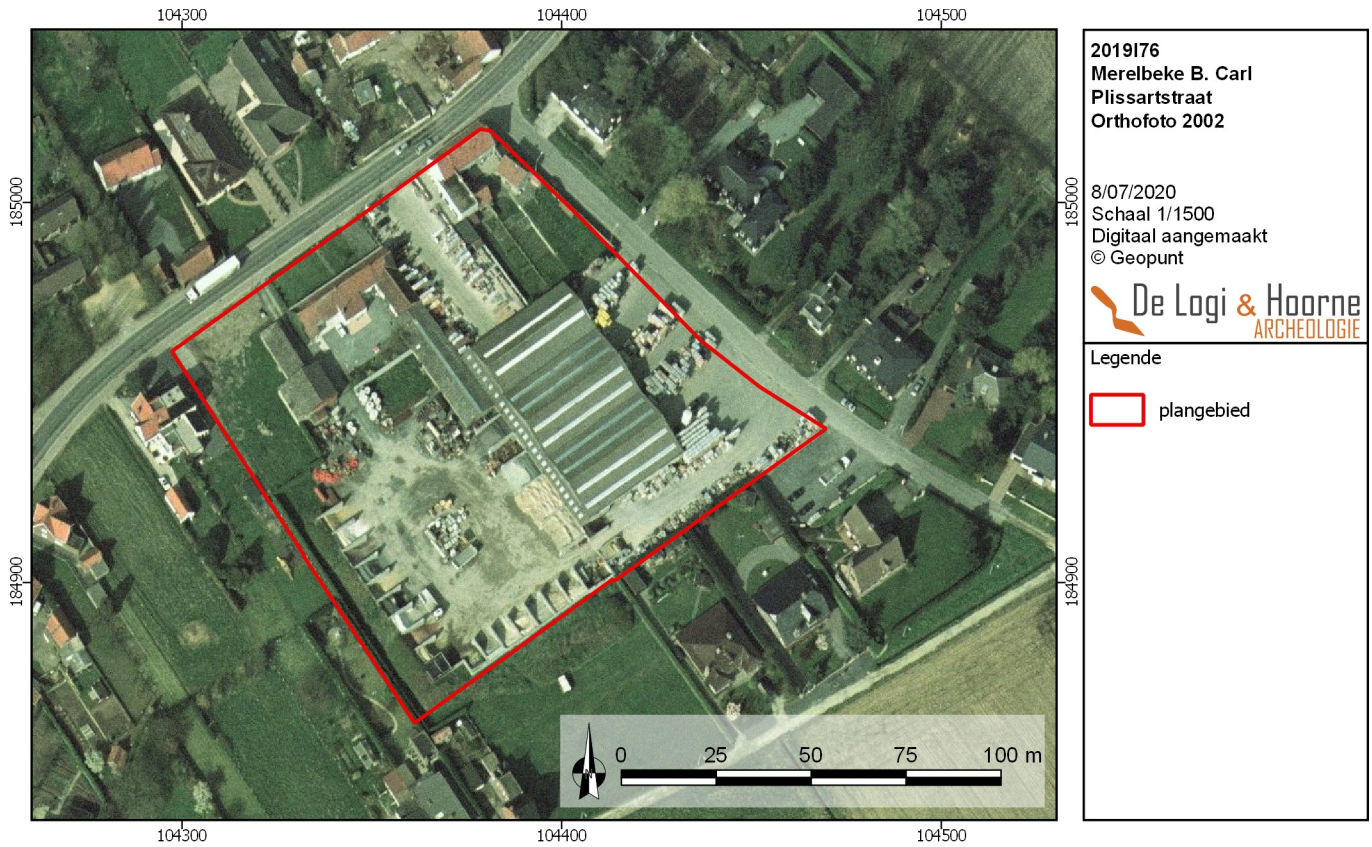 104300
104400
104500
185000
185000
184900
184900
104300
104400
104500
0
25
50
75
100 m
N
2019I76
Merelbeke B. Carl
Plissartstraat
Orthofoto 2002
8/07/2020
Schaal 1/1500
Digitaal aangemaakt
© Geopunt
De Logi & Hoorne
ARCHEOLOGIE
Legende
plangebied